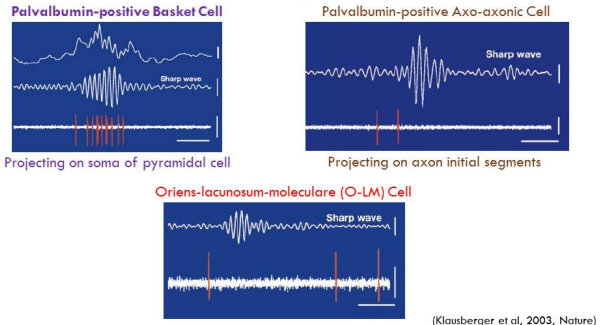 Palvalbumin-positive Basket Cell
Palvalbumin-positive Axo-axonic Cell
Sharp wave
Sharp wave
Projecting on soma of pyramidal cell
Projecting on axon initial segments
Oriens-lacunosum-moleculare (O-LM) Cell
Sharp wave
(Klausberger et al, 2003, Nature)